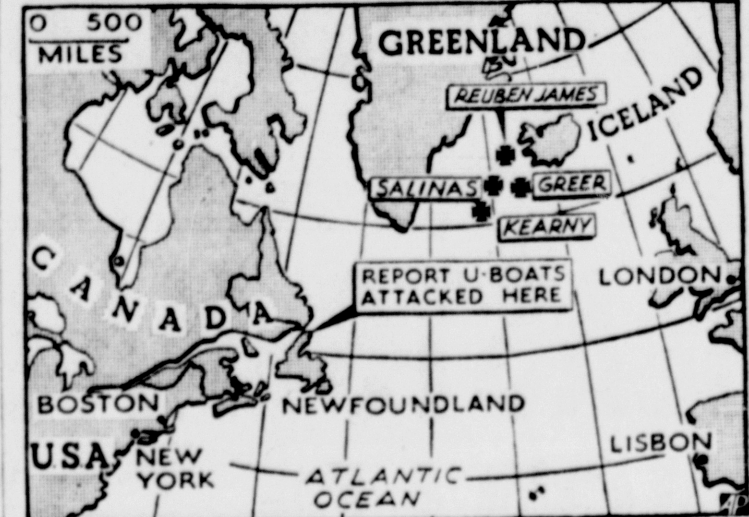 0 500
MILES
GREENLAND
REUBEN JAMES
ICELAND
SALINAS
GREER
KEARNY
CANADA
REPORT U-BOATS
ATTACKED HERE
LONDON
BOSTON
NEWFOUNDLAND
USA
NEW
YORK
LISBON
ATLANTIC
OCEAN
AP